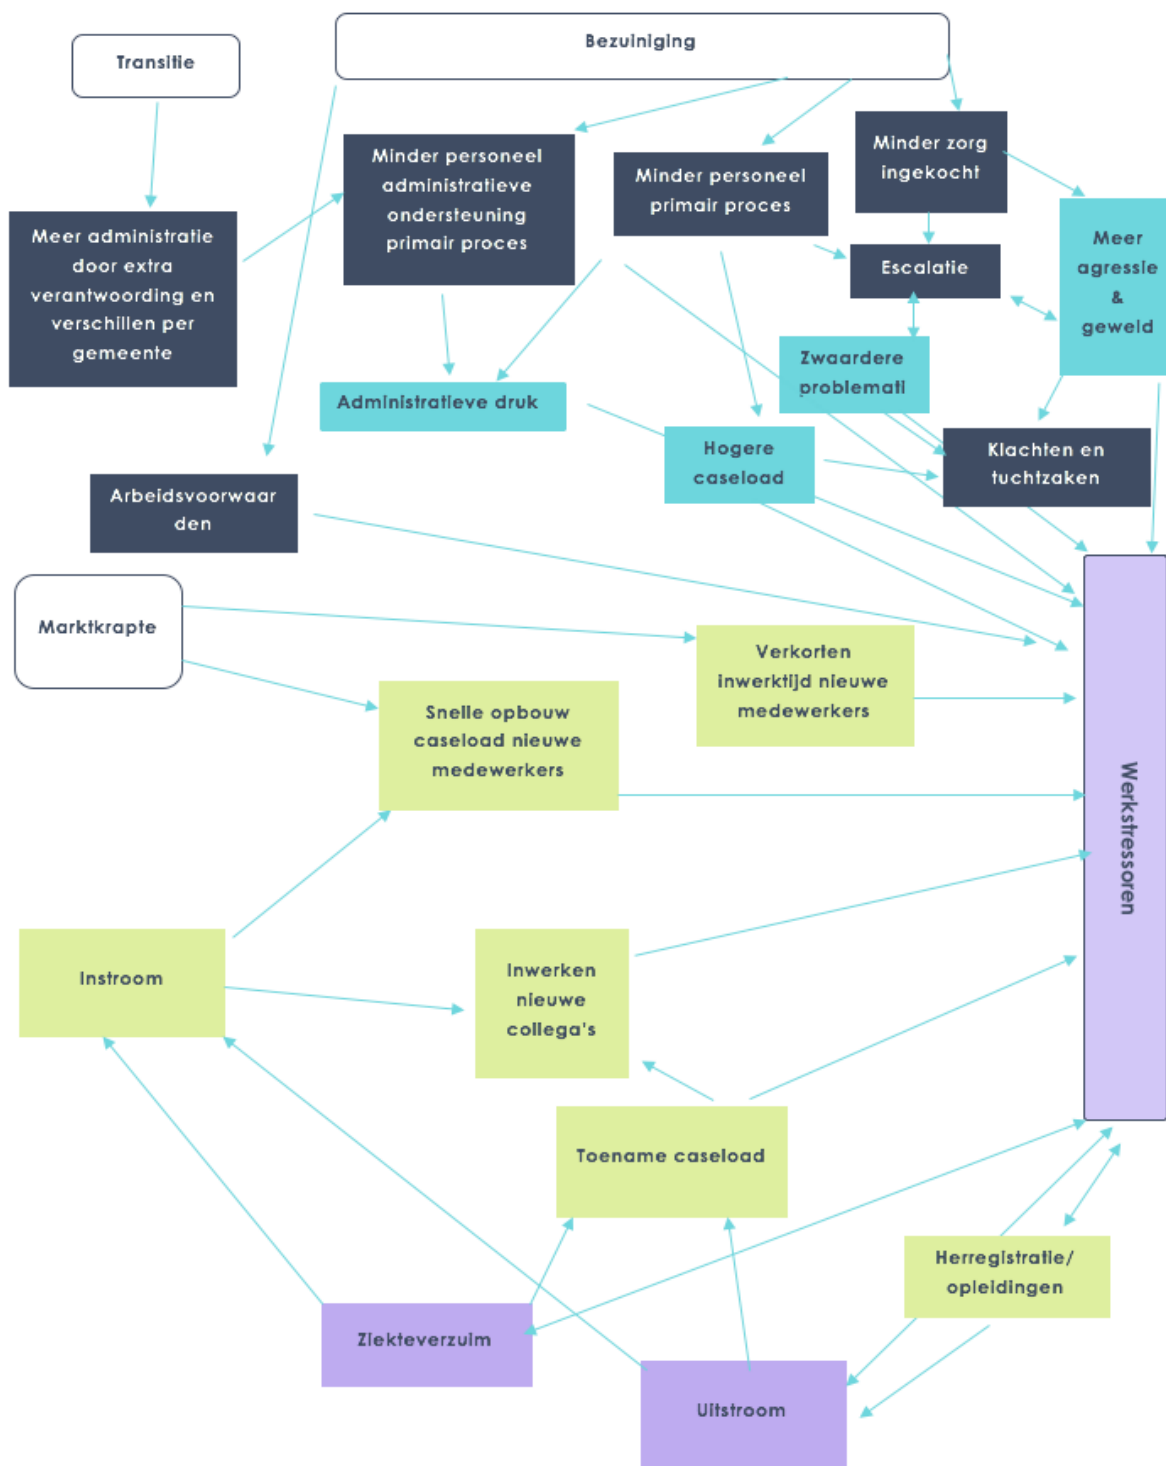 Transitie
Bezuiniging
Minder personeel
administratieve
ondersteuning
primair proces
Minder personeel
primair proces
Minder zorg
ingekocht
Meer administratie
door extra
verantwoording en
verschillen per
gemeente
Escalatie
Meer
agressie
&
geweld
Administratieve druk
Zwaardere
problemati
Hogere
caseload
Klachten en
tuchtzaken
Arbeidsvoorwaar
den
Marktkrapte
Verkorten
inwerktijd nieuwe
medewerkers
Snelle opbouw
caseload nieuwe
medewerkers
Werkstressoren
Instroom
Inwerken
nieuwe
collega's
Toename caseload
Herregistratie/
opleidingen
Ziekteverzuim
Uitstroom